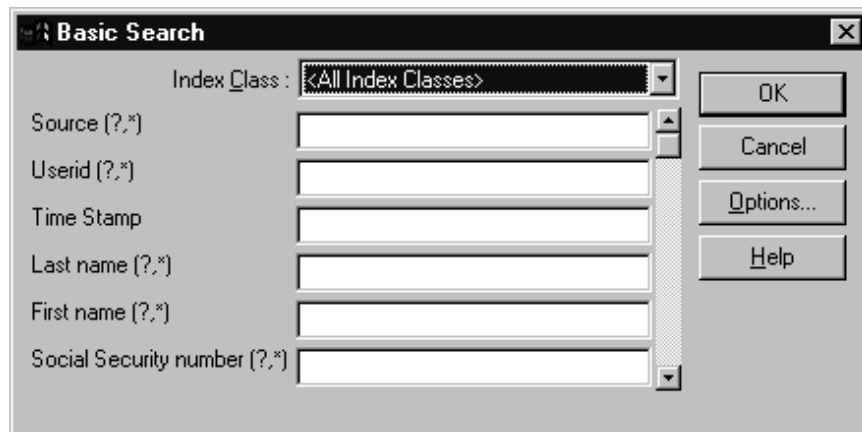 Basic Search
Index Class : <All Index Classes>
OK
Source (?,*)
Cancel
Userid (?,*)
Options...
Time Stamp
Last name (?,*)
Help
First name (?,*)
Social Security number (?,*)